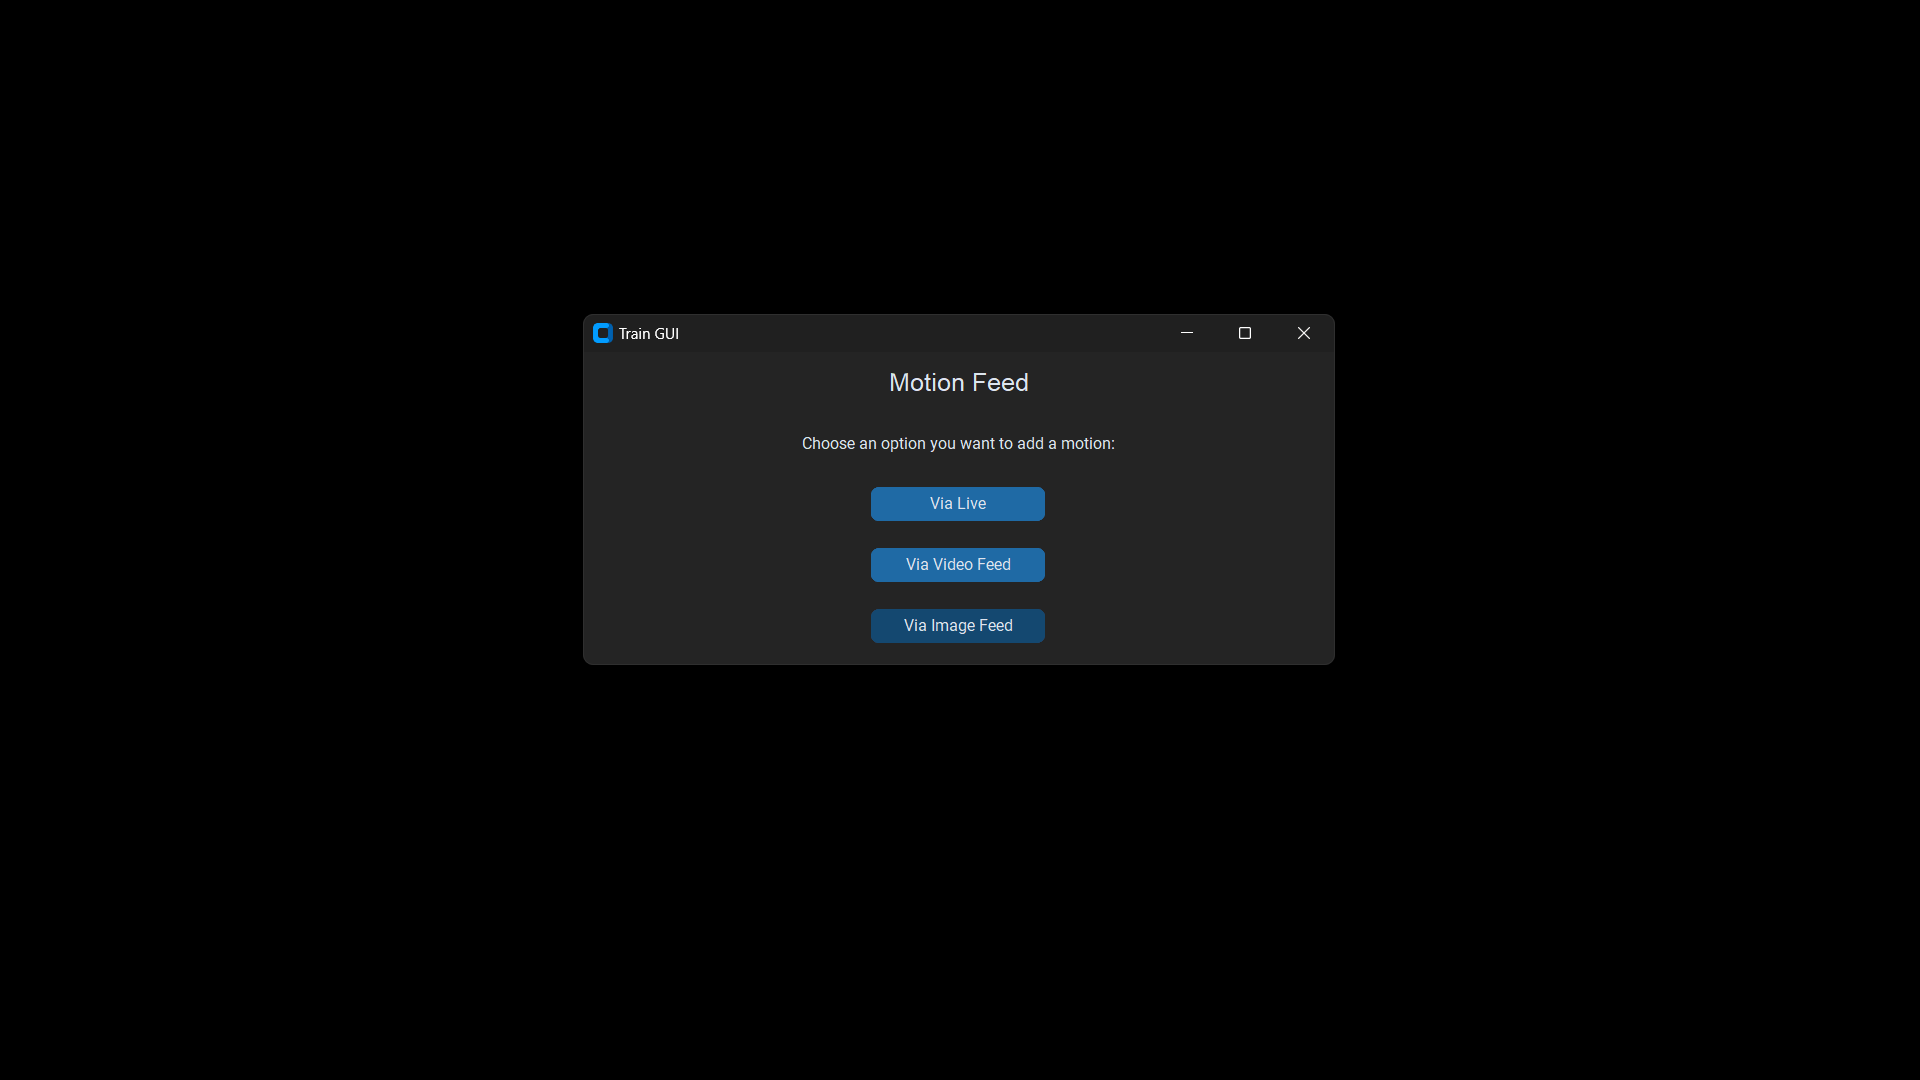 Train GUI
Motion Feed
Choose an option you want to add a motion:
Via Live
Via Video Feed
Via Image Feed